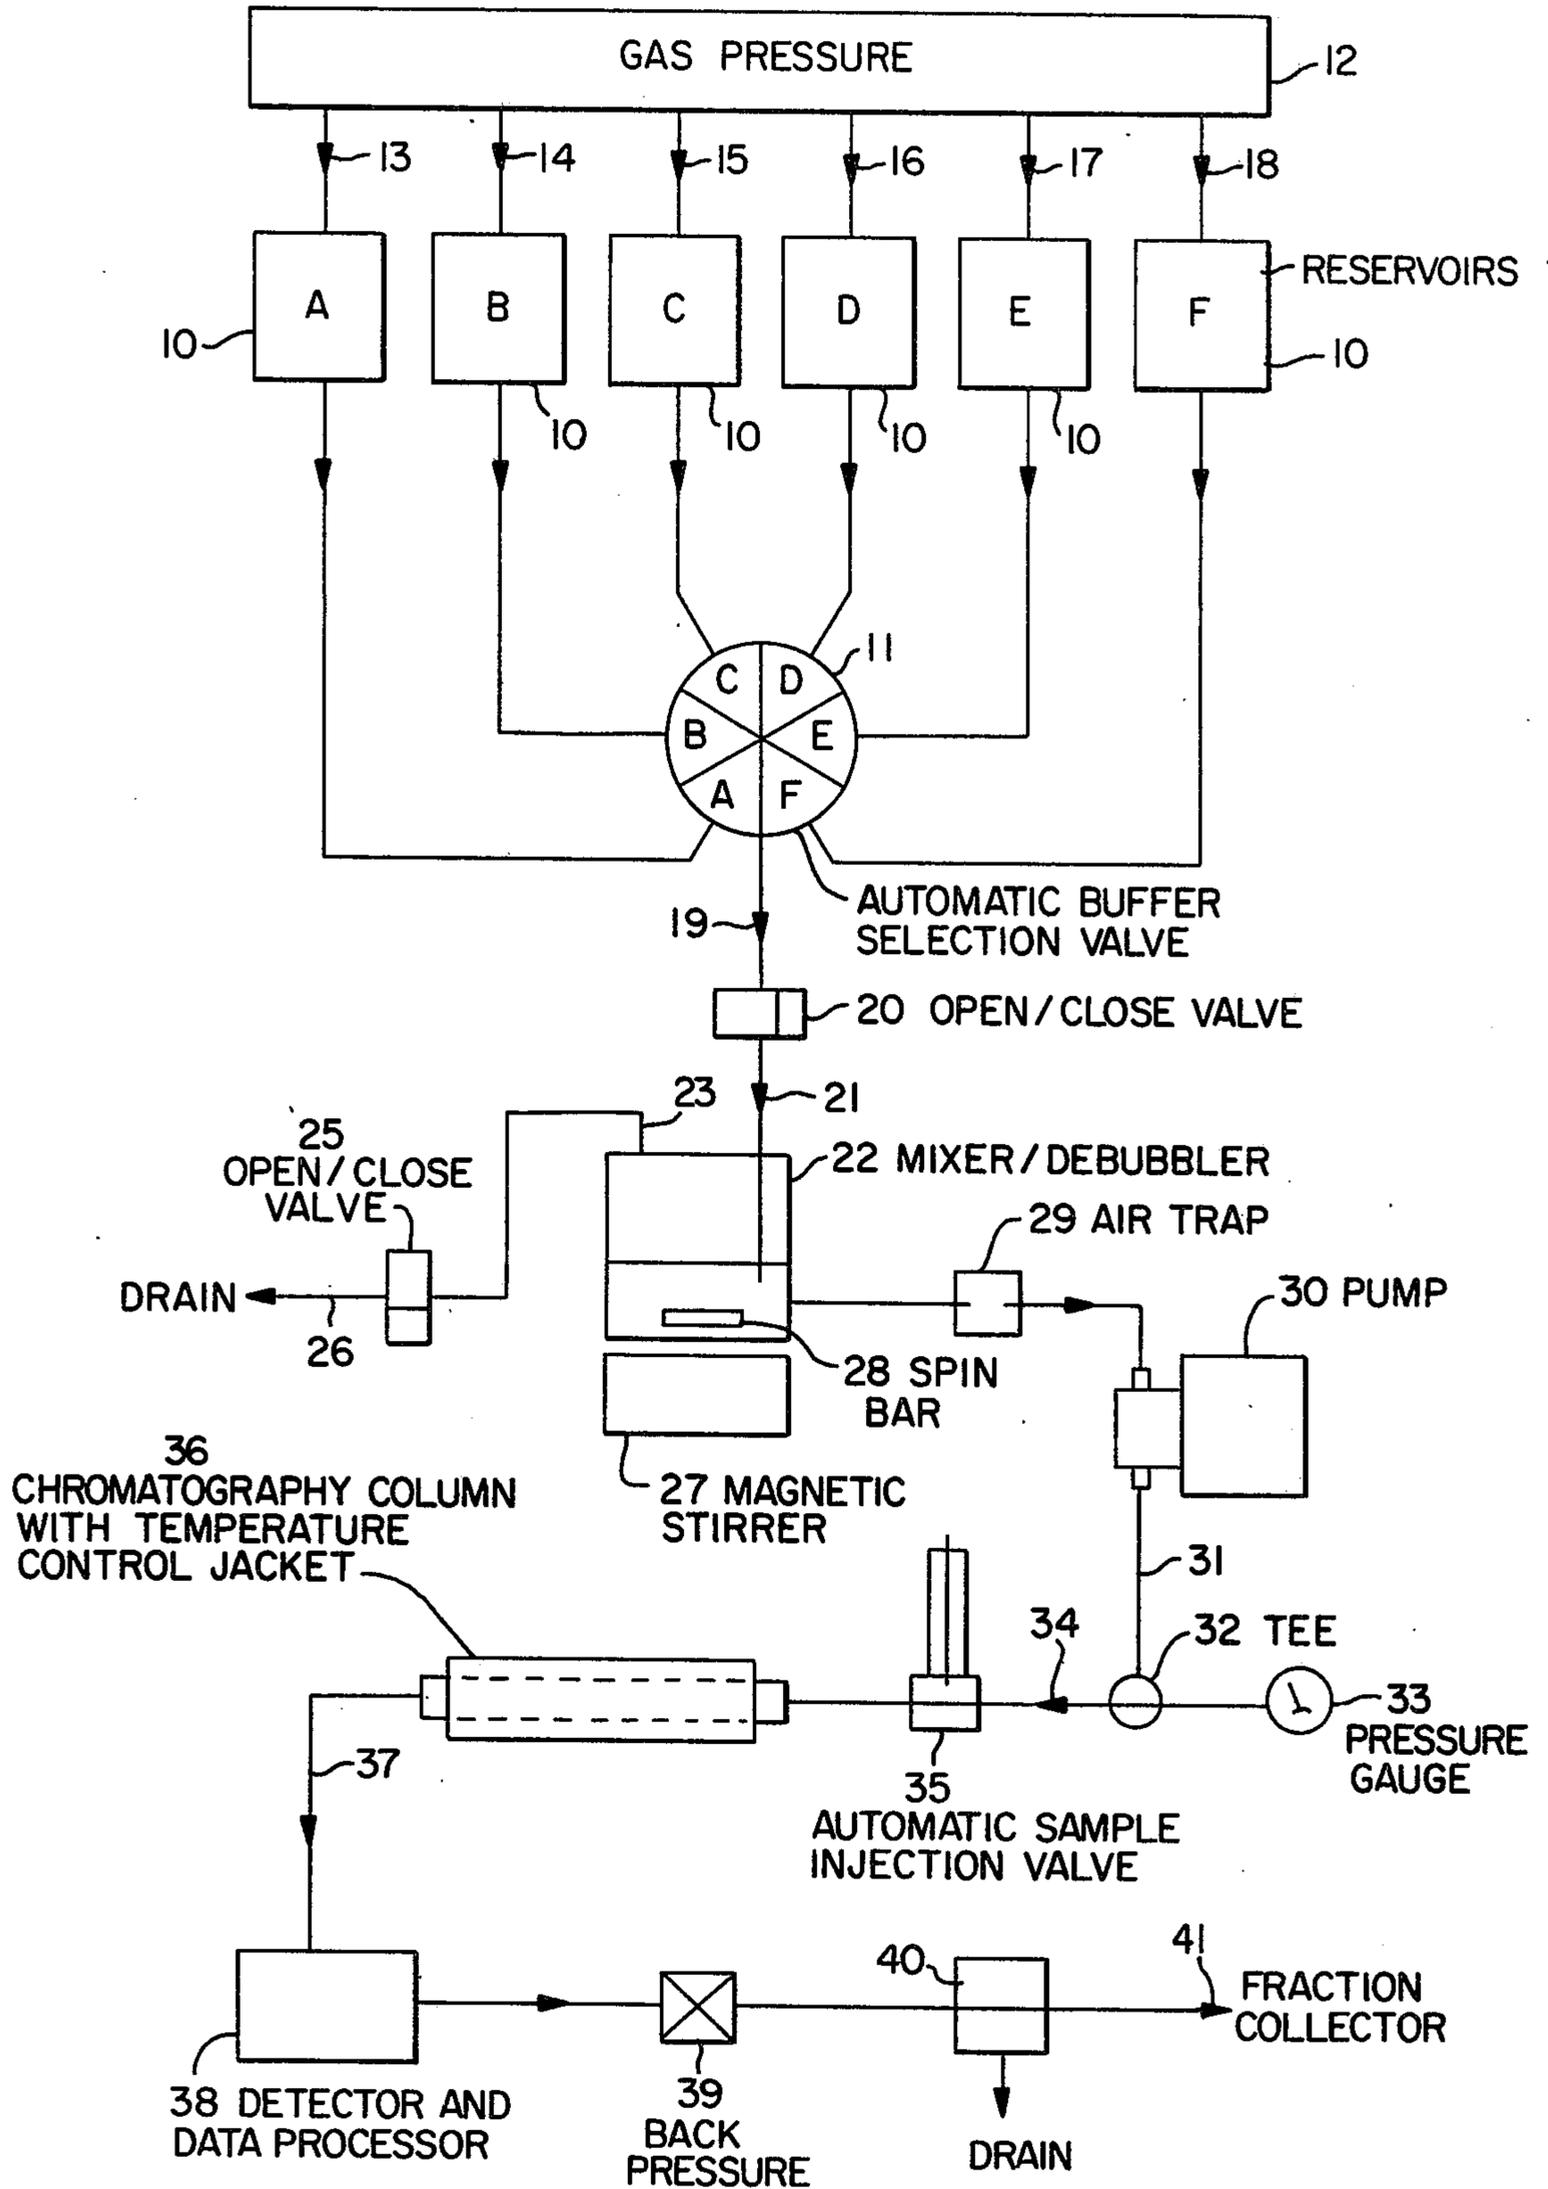 GAS PRESSURE
12
13
14
15
16
17
18
A
B
C
D
E
F
RESERVOIRS
10
10
10
10
10
10
C
D
11
B
E
A
F
AUTOMATIC BUFFER
SELECTION VALVE
19
20 OPEN/CLOSE VALVE
21
23
25
OPEN/CLOSE
VALVE
22 MIXER/DEBUBBLER
29 AIR TRAP
DRAIN
26
30 PUMP
28 SPIN
BAR
27 MAGNETIC
STIRRER
36
CHROMATOGRAPHY COLUMN
WITH TEMPERATURE
CONTROL JACKET
31
34
32 TEE
33
PRESSURE
GAUGE
35
AUTOMATIC SAMPLE
INJECTION VALVE
37
38 DETECTOR AND
DATA PROCESSOR
39
BACK
PRESSURE
40
41
FRACTION
COLLECTOR
DRAIN